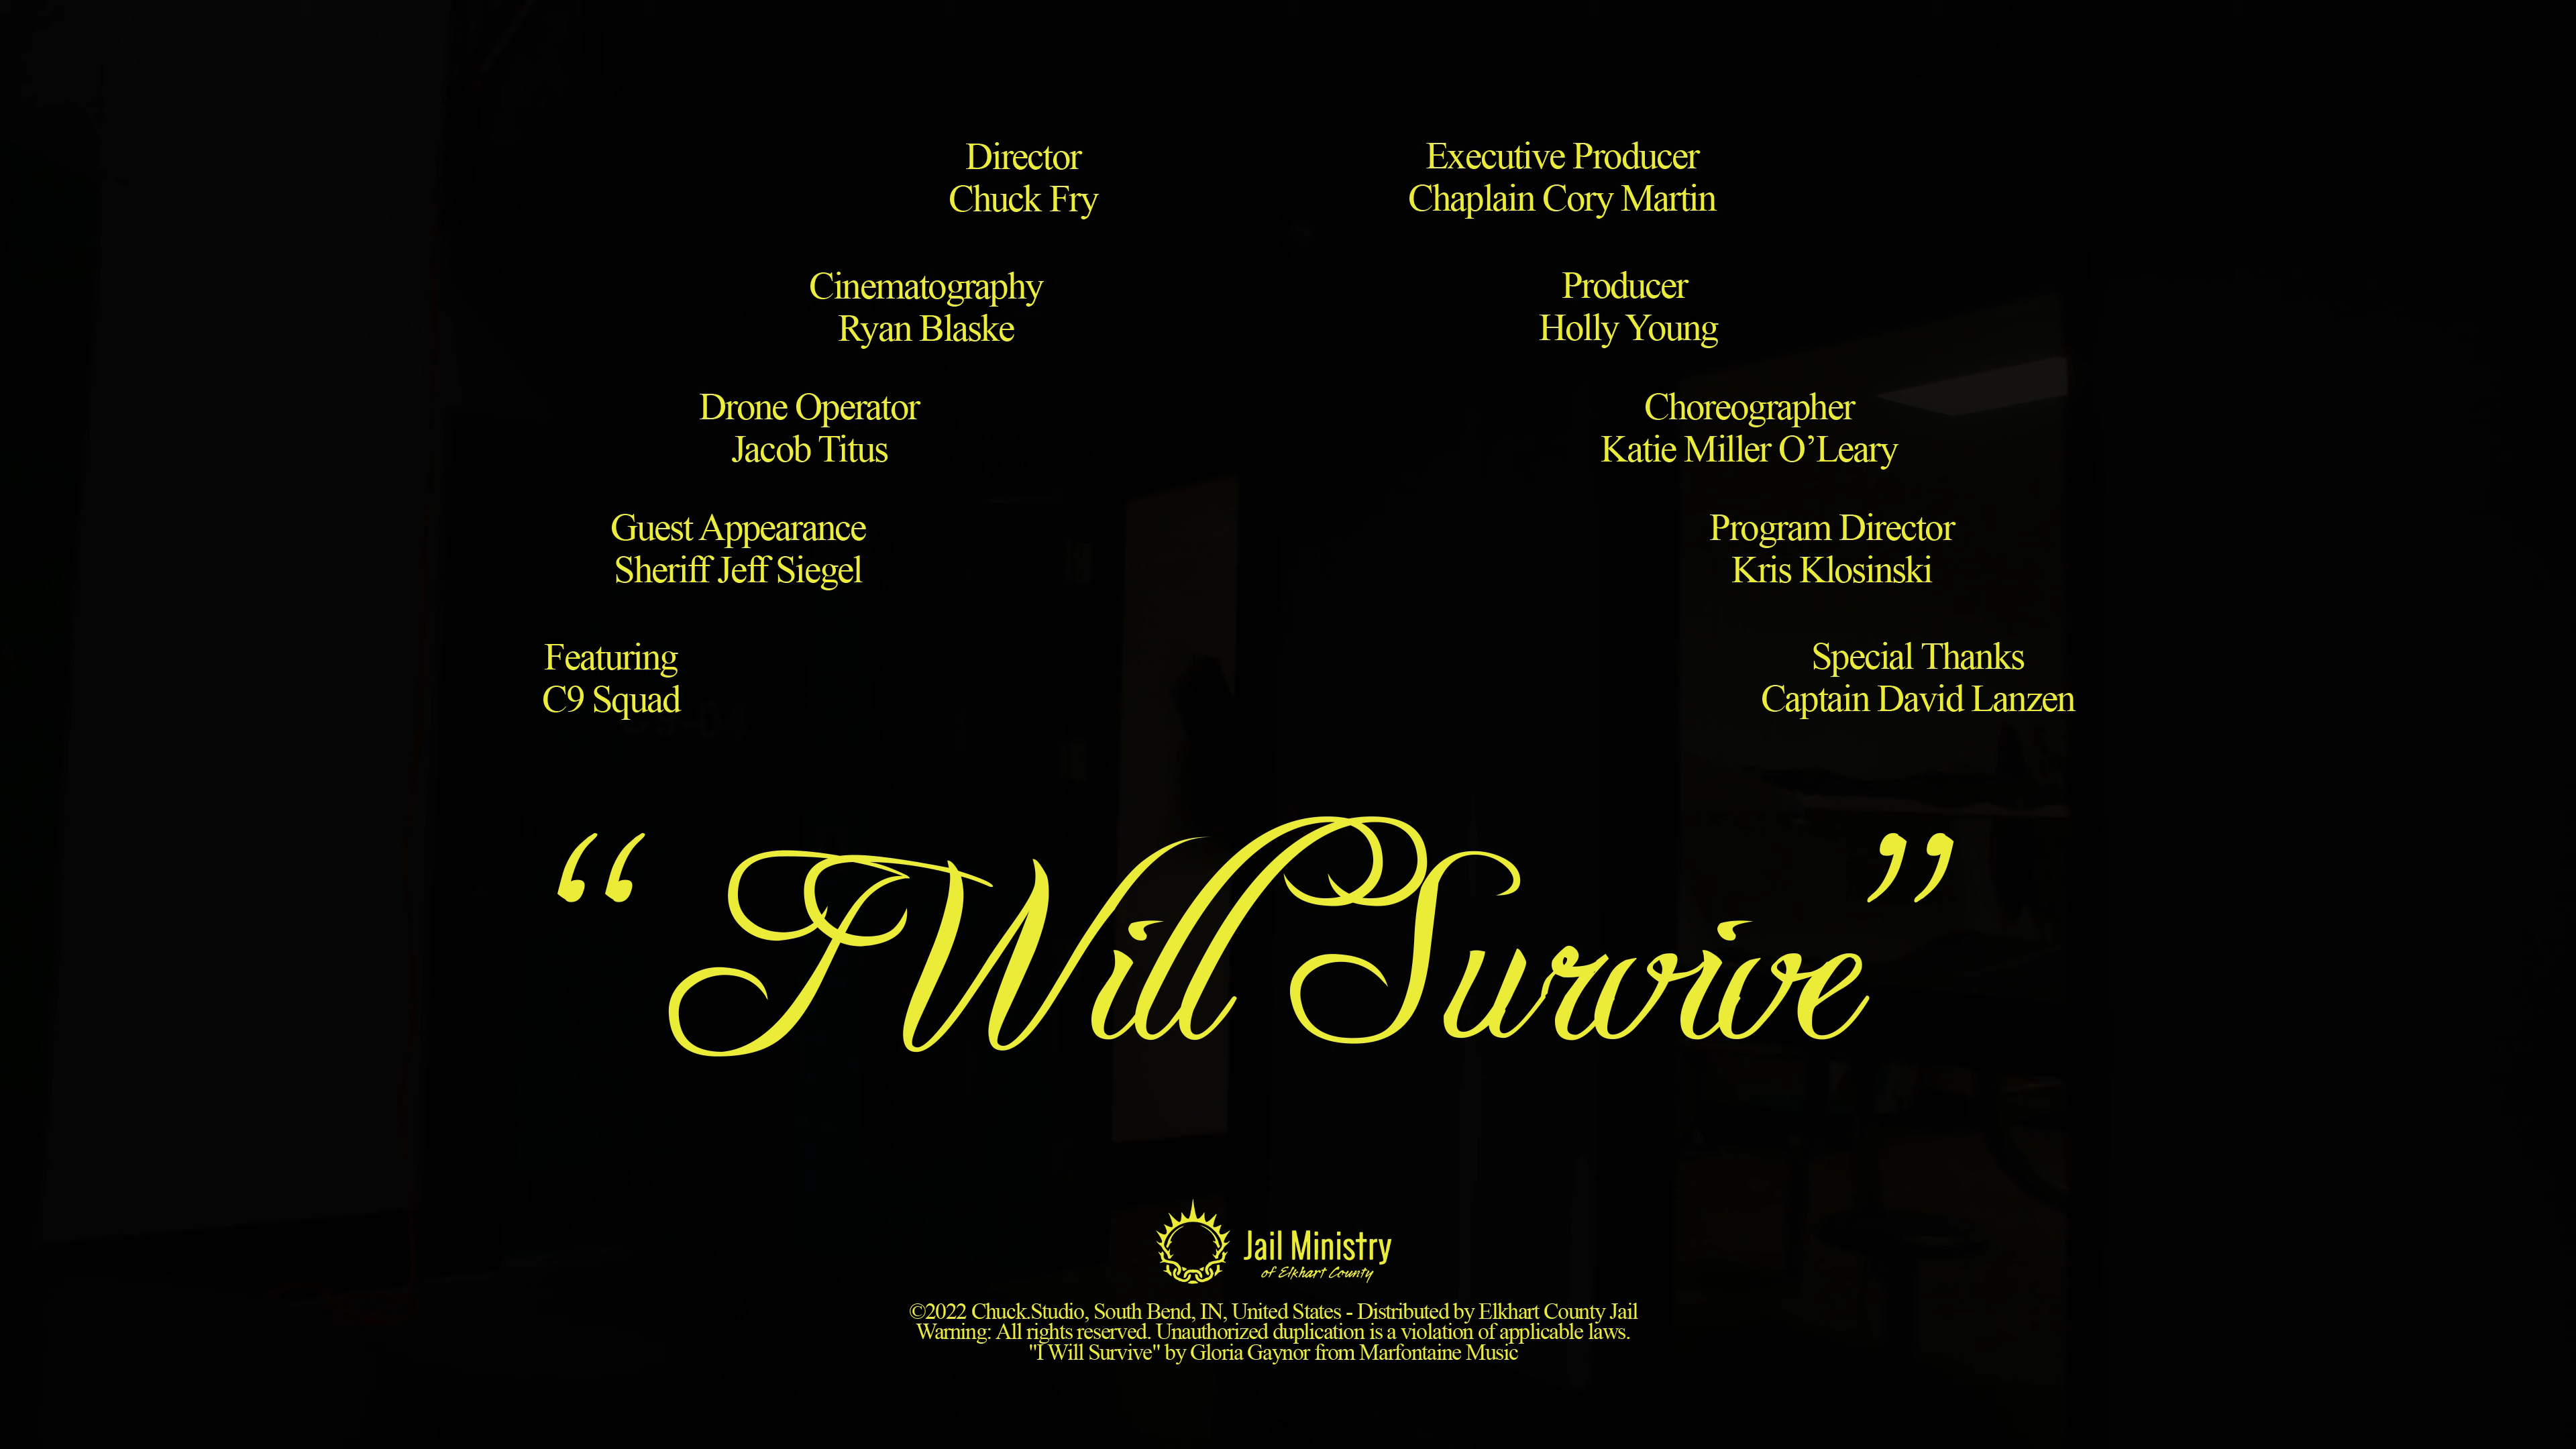 Director
Chuck Fry
Executive Producer
Chaplain Cory Martin
Cinematography
Ryan Blaske
Producer
Holly Young
Drone Operator
Jacob Titus
Choreographer
Katie Miller O’Leary
Guest Appearance
Sheriff Jeff Siegel
Program Director
Kris Klosinski
Featuring
C9 Squad
Special Thanks
Captain David Lanzen
“I Will Survive”
Jail Ministry
of Elkhart County
©2022 Chuck.Studio, South Bend, IN, United States - Distributed by Elkhart County Jail
Warning: All rights reserved. Unauthorized duplication is a violation of applicable laws.
"I Will Survive" by Gloria Gaynor from Marfontaine Music